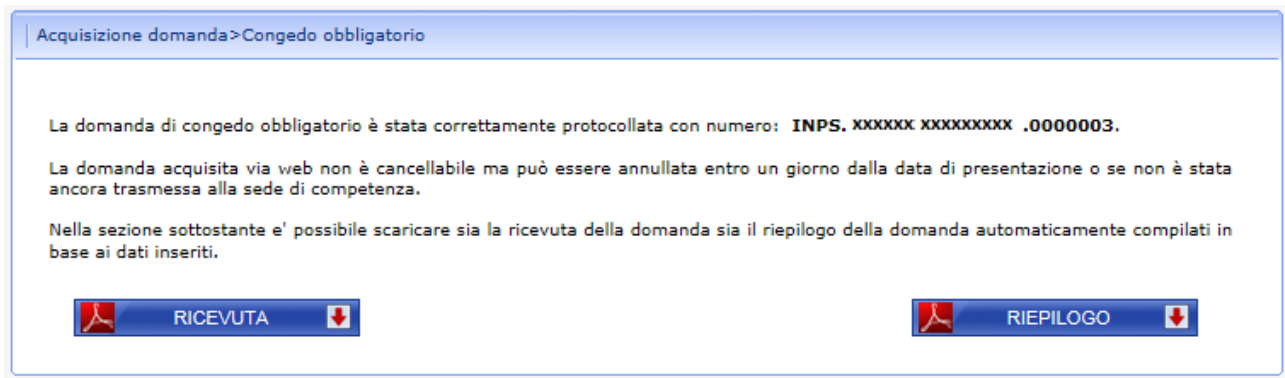 Acquisizione domanda>Congedo obbligatorio
La domanda di congedo obbligatorio è stata correttamente protocollata con numero: INPS. XXXXXX XXXXXXXXX .0000003.
La domanda acquisita via web non è cancellabile ma può essere annullata entro un giorno dalla data di presentazione o se non è stata
ancora trasmessa alla sede di competenza.
Nella sezione sottostante e' possibile scaricare sia la ricevuta della domanda sia il riepilogo della domanda automaticamente compilati in
base ai dati inseriti.
RICEVUTA
RIEPILOGO